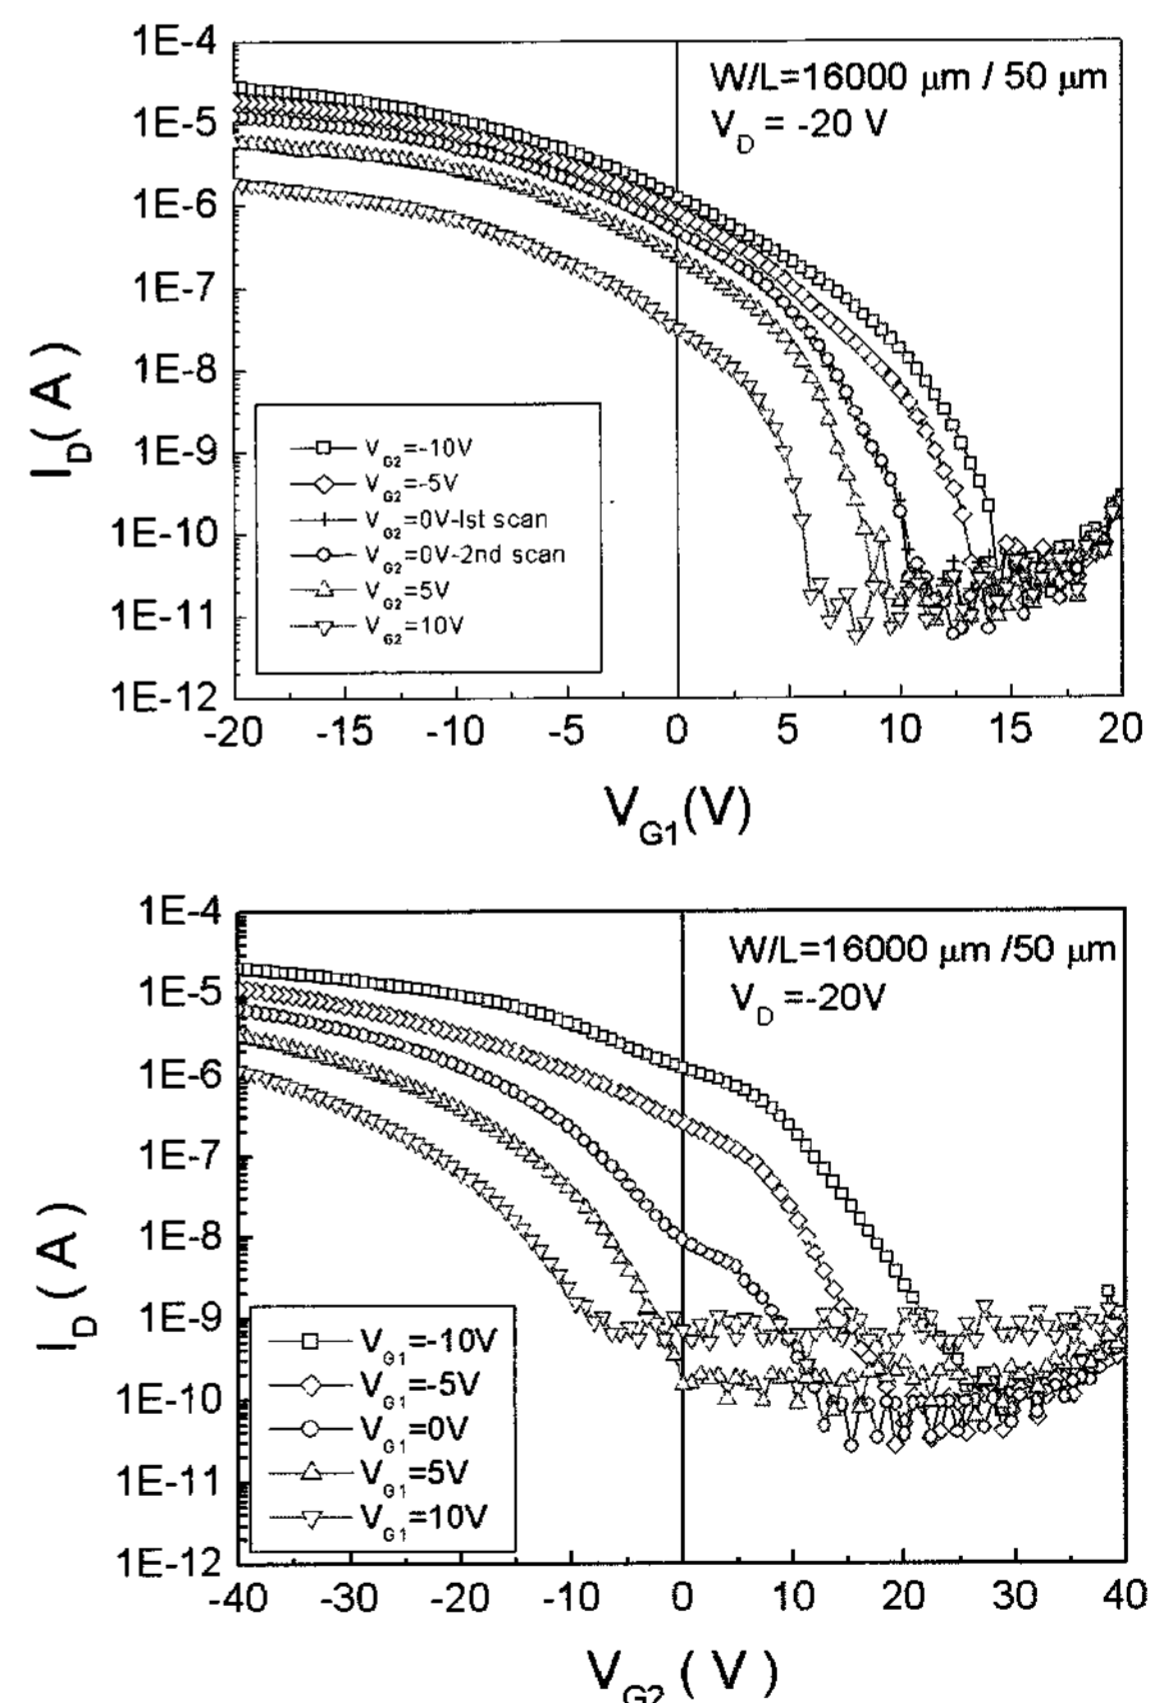 1E-4
1E-5
1E-6
1E-7
1E-8
1E-9
1E-10
1E-11
1E-12
I_D( A )
W/L=16000 μm / 50 μm
V_D = -20 V
V_G2=-10V
V_G2=-5V
V_G2=0V-Ist scan
V_G2=0V-2nd scan
V_G2=5V
V_G2=10V
-20 -15 -10 -5 0 5 10 15 20
V_G1(V)
1E-4
1E-5
1E-6
1E-7
1E-8
1E-9
1E-10
1E-11
1E-12
I_D ( A )
W/L=16000 μm /50 μm
V_D =-20V
V_G1=-10V
V_G1=-5V
V_G1=0V
V_G1=5V
V_G1=10V
-40 -30 -20 -10 0 10 20 30 40
V_G2 ( V )